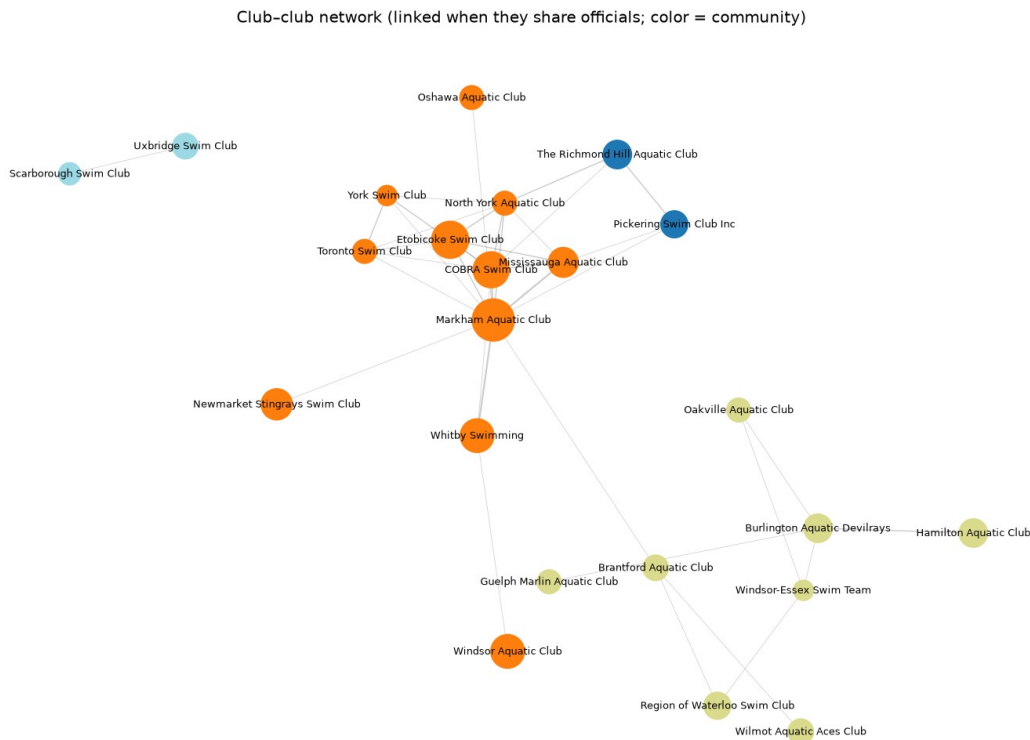 Club–club network (linked when they share officials; color = community)
Oshawa Aquatic Club
Uxbridge Swim Club
The Richmond Hill Aquatic Club
Scarborough Swim Club
York Swim Club
North York Aquatic Club
Pickering Swim Club Inc
Etobicoke Swim Club
Toronto Swim Club
Mississauga Aquatic Club
COBRA Swim Club
Markham Aquatic Club
Newmarket Stingrays Swim Club
Oakville Aquatic Club
Whitby Swimming
Burlington Aquatic Devilrays
Hamilton Aquatic Club
Brantford Aquatic Club
Guelph Marlin Aquatic Club
Windsor-Essex Swim Team
Windsor Aquatic Club
Region of Waterloo Swim Club
Wilmot Aquatic Aces Club